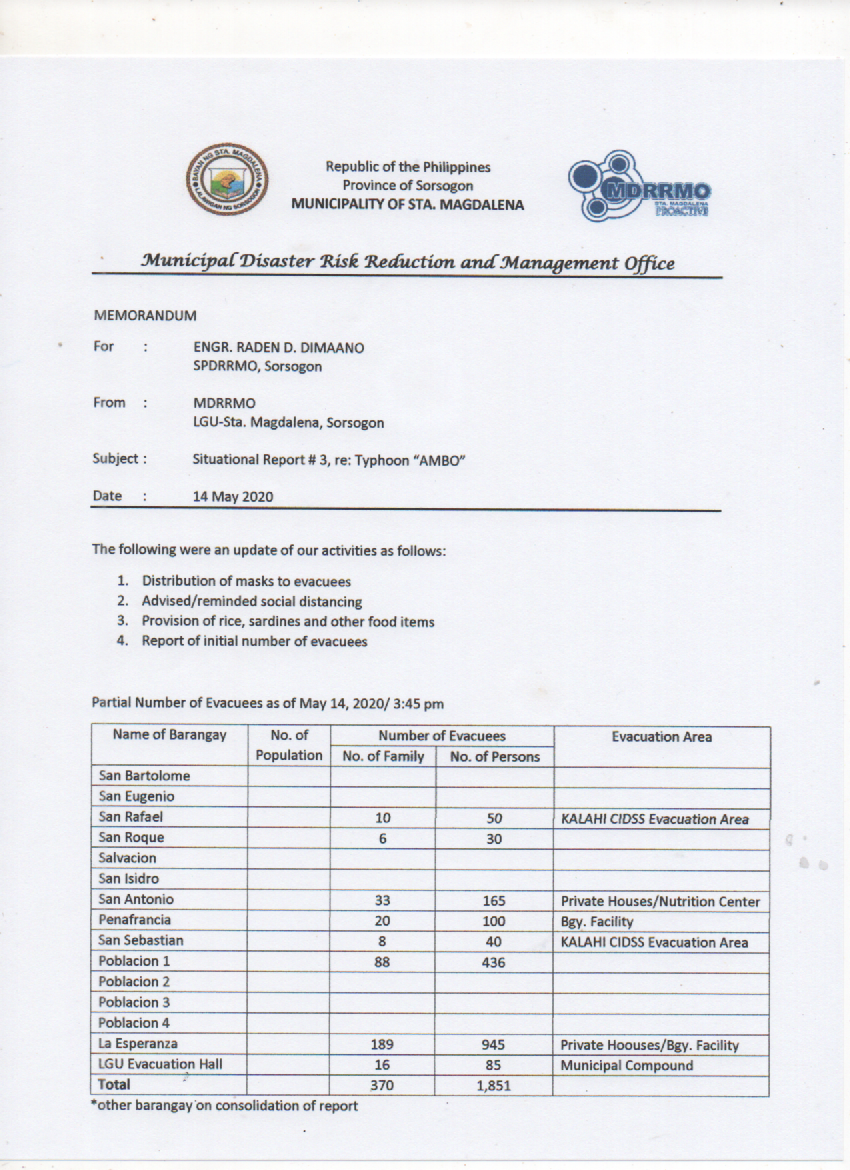 BAYAN NG STA. MAGDALENA
LALAWIGAN NG SORSOGON
Republic of the Philippines
Province of Sorsogon
MUNICIPALITY OF STA. MAGDALENA
MDRRMO
STA. MAGDALENA
PROACTIVE
Municipal Disaster Risk Reduction and Management Office
MEMORANDUM
For : ENGR. RADEN D. DIMAANO
SPDRRMO, Sorsogon
From : MDRRMO
LGU-Sta. Magdalena, Sorsogon
Subject : Situational Report # 3, re: Typhoon “AMBO”
Date : 14 May 2020
The following were an update of our activities as follows:
1. Distribution of masks to evacuees
2. Advised/reminded social distancing
3. Provision of rice, sardines and other food items
4. Report of initial number of evacuees
Partial Number of Evacuees as of May 14, 2020/ 3:45 pm
Name of Barangay No. of Population Number of Evacuees Evacuation Area
No. of Family No. of Persons
San Bartolome
San Eugenio
San Rafael 10 50 KALAHI CIDSS Evacuation Area
San Roque 6 30
Salvacion
San Isidro
San Antonio 33 165 Private Houses/Nutrition Center
Penafrancia 20 100 Bgy. Facility
San Sebastian 8 40 KALAHI CIDSS Evacuation Area
Poblacion 1 88 436
Poblacion 2
Poblacion 3
Poblacion 4
La Esperanza 189 945 Private Hoouses/Bgy. Facility
LGU Evacuation Hall 16 85 Municipal Compound
Total 370 1,851
*other barangay on consolidation of report